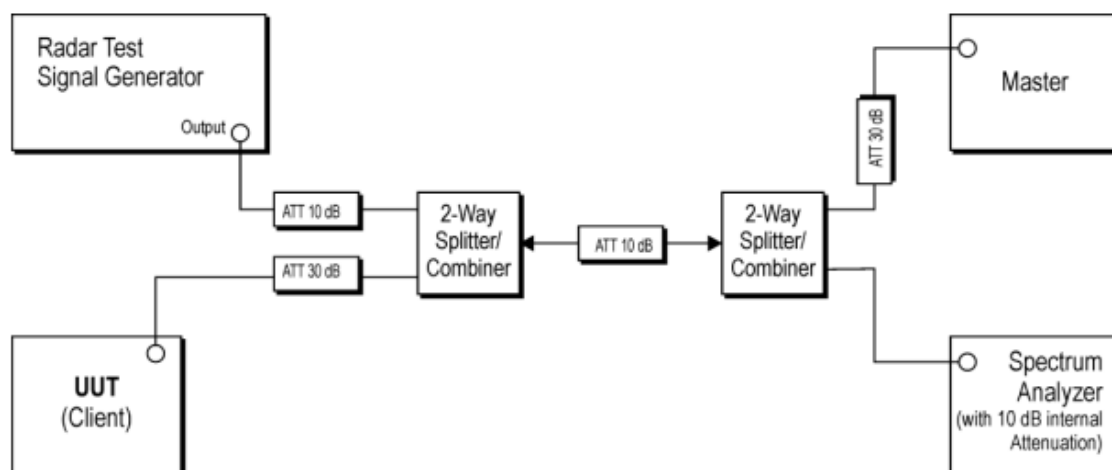 Radar Test
Signal Generator
Output
Master
ATT 30 dB
ATT 10 dB
2-Way
Splitter/
Combiner
ATT 10 dB
2-Way
Splitter/
Combiner
ATT 30 dB
UUT
(Client)
Spectrum
Analyzer
(with 10 dB internal
Attenuation)